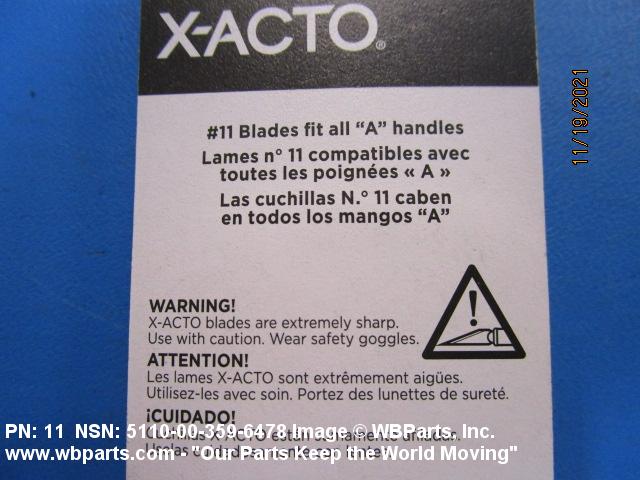 X-ACTO®
11/19/2021
#11 Blades fit all “A” handles
Lames n° 11 compatibles avec
toutes les poignées « A »
Las cuchillas N.° 11 caben
en todos los mangos “A”
WARNING!
X-ACTO blades are extremely sharp.
Use with caution. Wear safety goggles.
ATTENTION!
Les lames X-ACTO sont extrêmement aigües.
Utilisez-les avec soin. Portez des lunettes de sureté.
¡CUIDADO!
PN: 11 NSN: 5110-00-359-6478 Image © WBParts, Inc.
www.wbparts.com - "Our Parts Keep the World Moving"